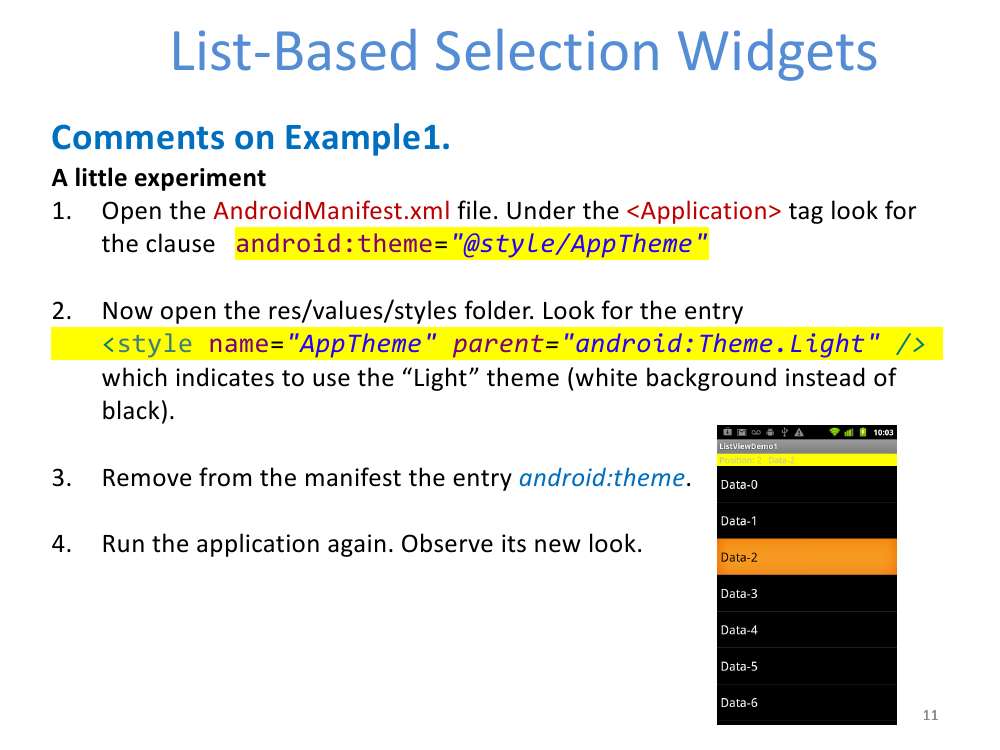 List-Based Selection Widgets
Comments on Example1.
A little experiment
1. Open the AndroidManifest.xml file. Under the <Application> tag look for
the clause android:theme="@style/AppTheme"
2. Now open the res/values/styles folder. Look for the entry
<style name="AppTheme" parent="android:Theme.Light" />
which indicates to use the “Light” theme (white background instead of
black).
3. Remove from the manifest the entry android:theme.
4. Run the application again. Observe its new look.
10:03
ListViewDemo1
Position: 2 Data-2
Data-0
Data-1
Data-2
Data-3
Data-4
Data-5
Data-6
11